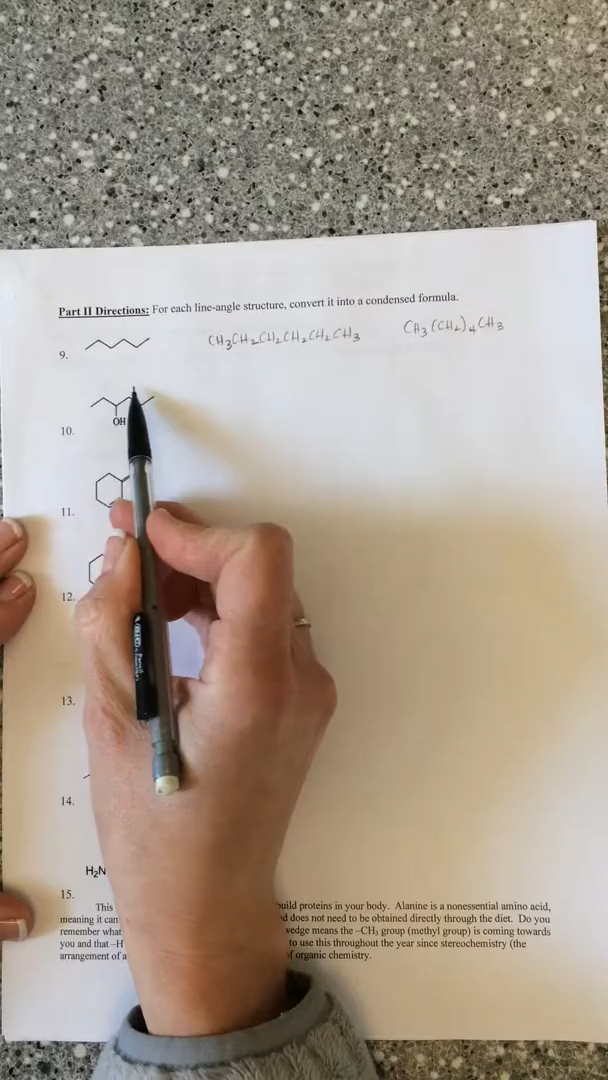 Part II Directions: For each line-angle structure, convert it into a condensed formula.
9. CH3CH2CH2CH2CH2CH3 CH3(CH2)4CH3
OH
10.
11.
12.
13.
14.
H₂N
15.
This build proteins in your body. Alanine is a nonessential amino acid,
meaning it can does not need to be obtained directly through the diet. Do you
remember what wedge means the –CH₃ group (methyl group) is coming towards
you and that –H to use this throughout the year since stereochemistry (the
arrangement of of organic chemistry.